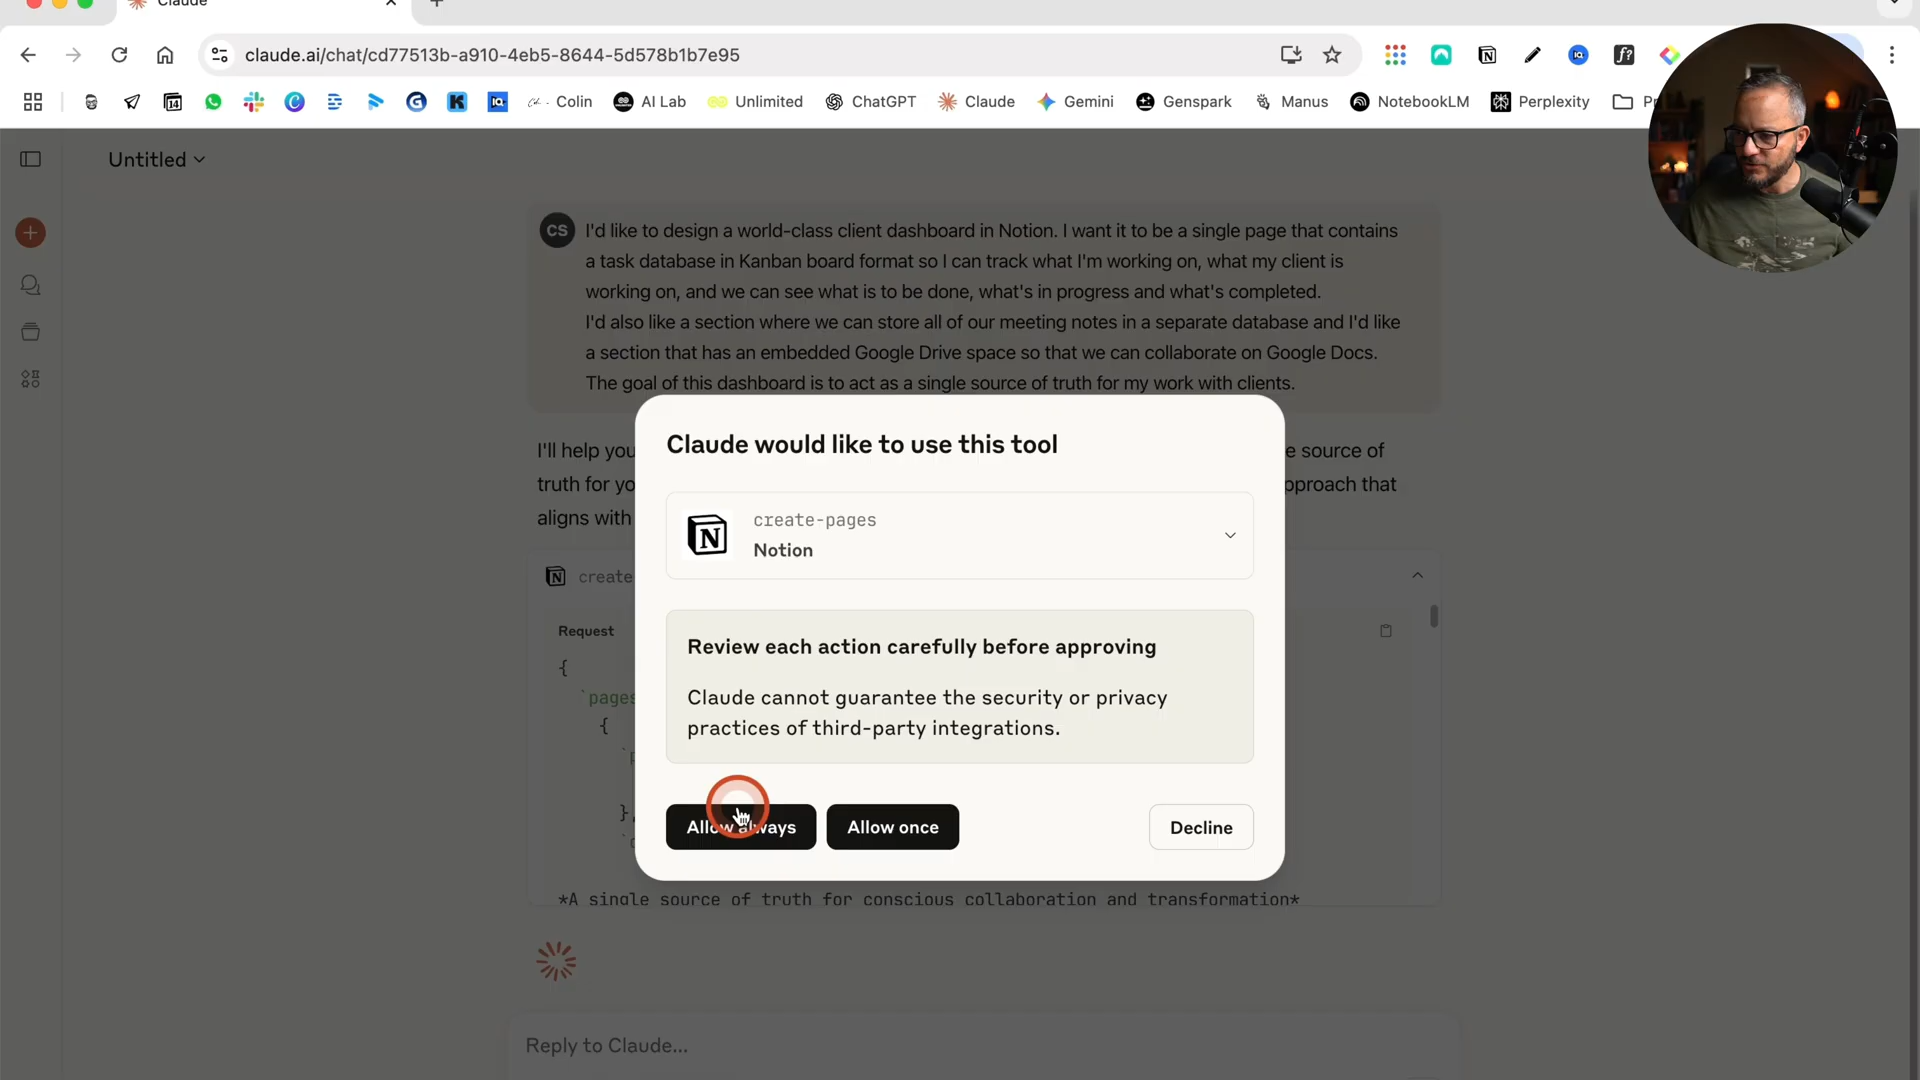 Claude
claude.ai/chat/cd77513b-a910-4eb5-8644-5d578b1b7e95
14
Colin
AI Lab
Unlimited
ChatGPT
Claude
Gemini
Genspark
Manus
NotebookLM
Perplexity
Untitled
CS
I'd like to design a world-class client dashboard in Notion. I want it to be a single page that contains
a task database in Kanban board format so I can track what I'm working on, what my client is
working on, and we can see what is to be done, what's in progress and what's completed.
I'd also like a section where we can store all of our meeting notes in a separate database and I'd like
a section that has an embedded Google Drive space so that we can collaborate on Google Docs.
The goal of this dashboard is to act as a single source of truth for my work with clients.
I'll help you
e source of
truth for yo
pproach that
aligns with
create
Request
{
`pages
{
},
*A single source of truth for conscious collaboration and transformation*
Claude would like to use this tool
create-pages
Notion
Review each action carefully before approving
Claude cannot guarantee the security or privacy
practices of third-party integrations.
Allow always
Allow once
Decline
Reply to Claude...